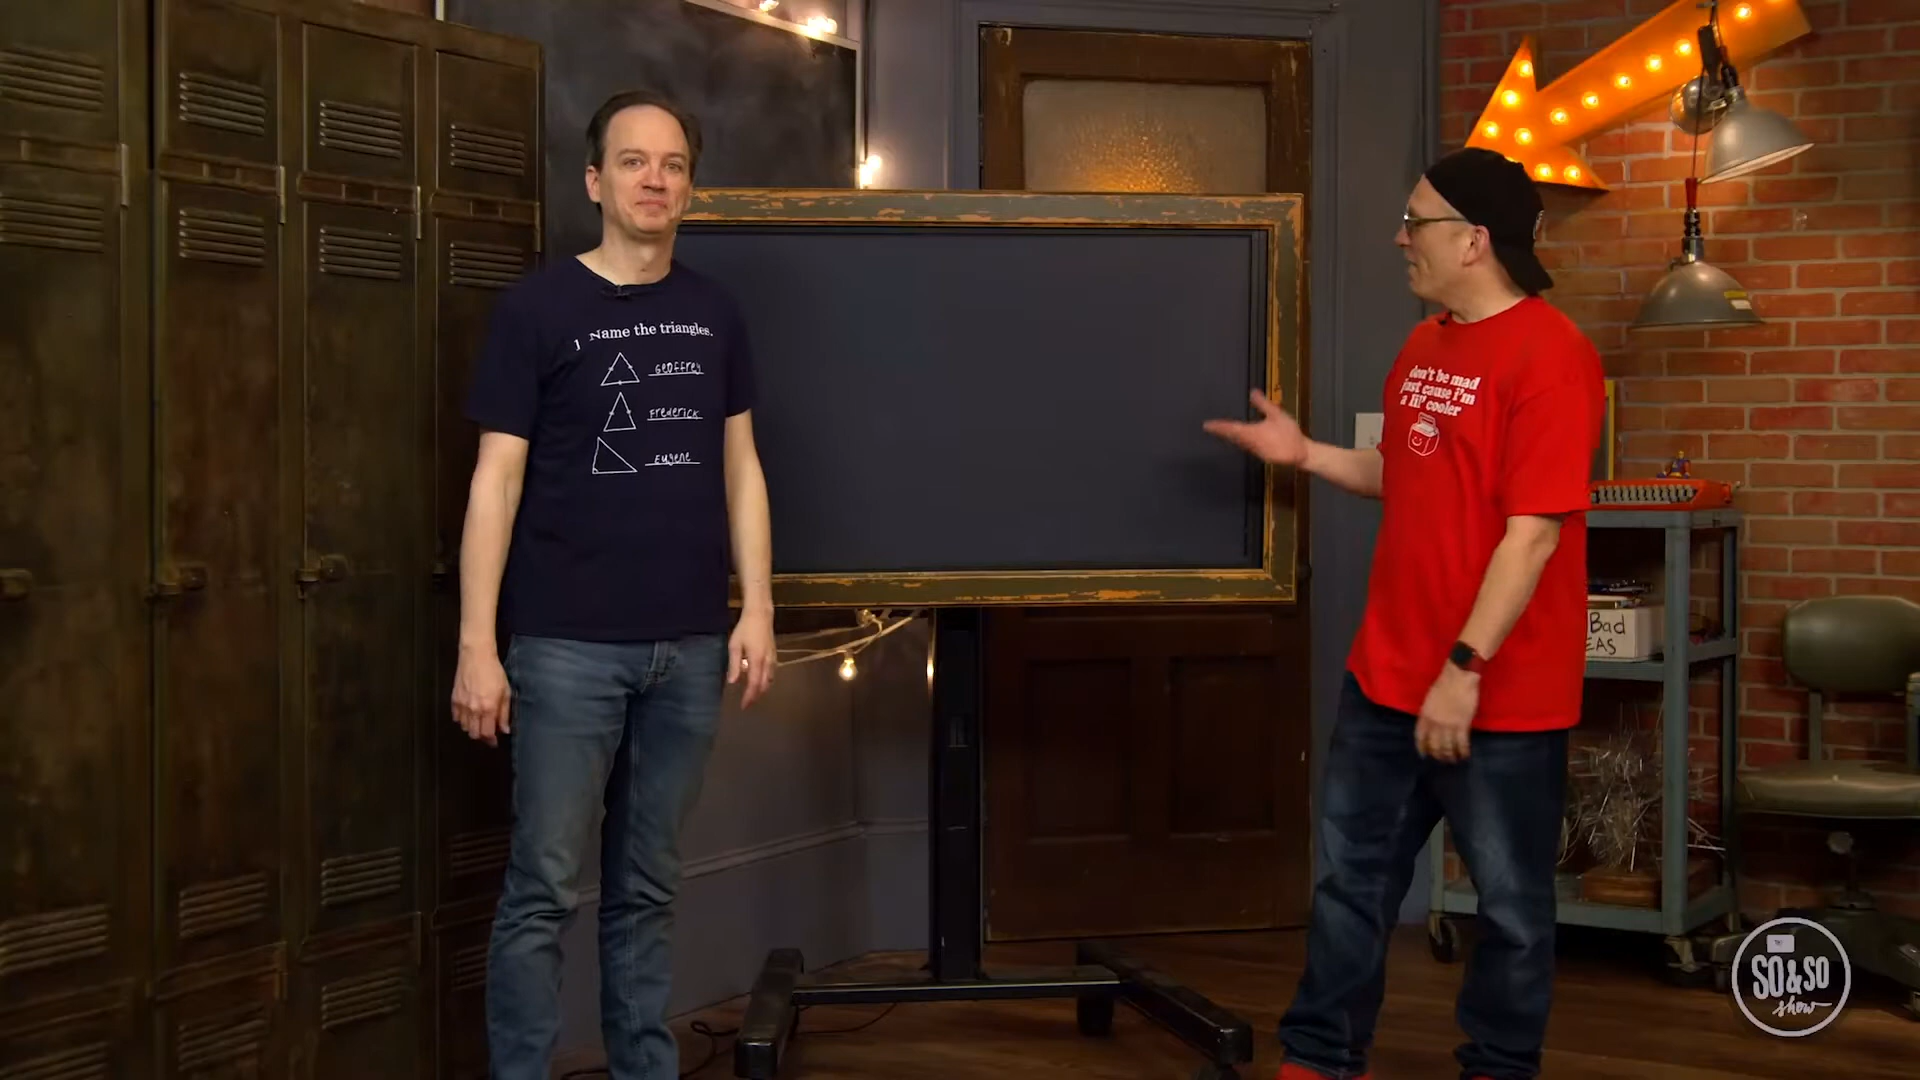 1 Name the triangles.
Geoffrey
Frederick
Eugene
don't be mad
just cause i'm
a lil' cooler
Bad
EAS
SO & SO
show